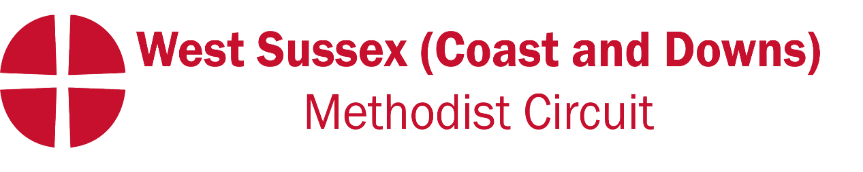 West Sussex (Coast and Downs)
Methodist Circuit